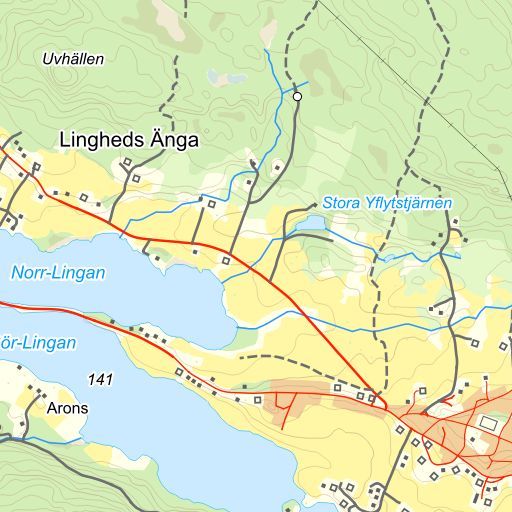 Uvhällen
Lingheds Änga
Stora Yflytstjärnen
Norr-Lingan
ör-Lingan
141
Arons